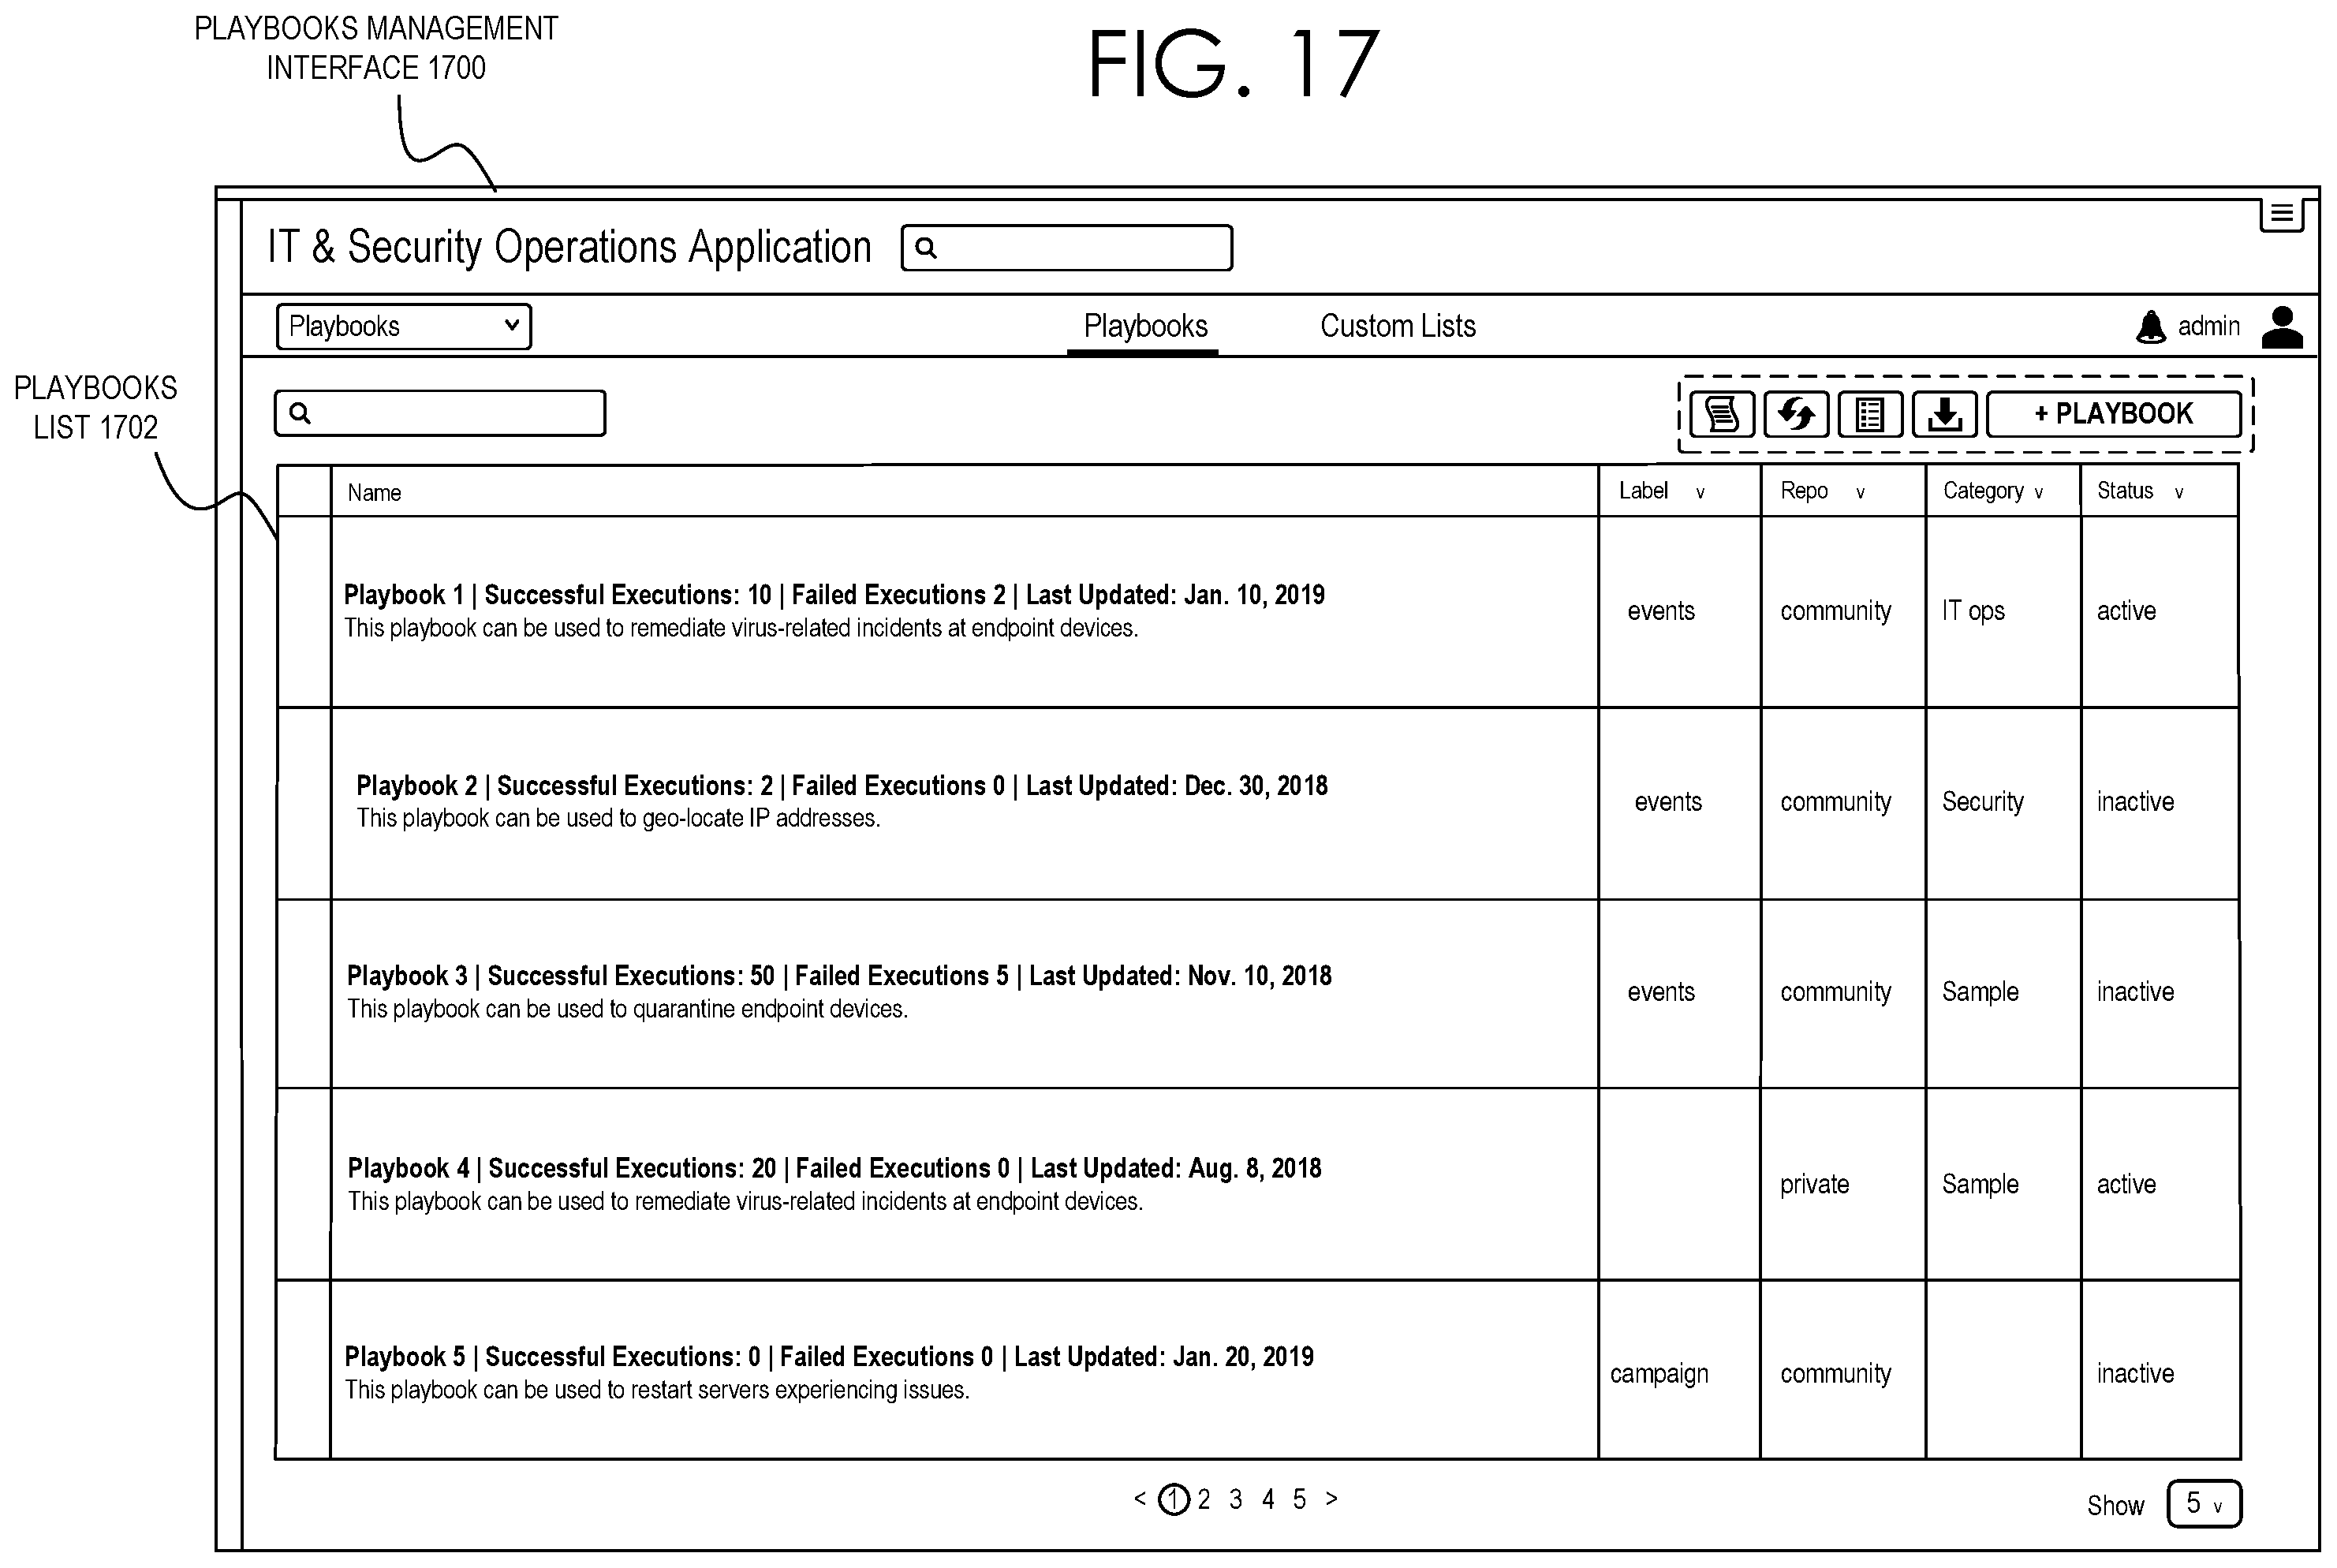 PLAYBOOKS MANAGEMENT
INTERFACE 1700
FIG. 17
IT & Security Operations Application
Playbooks v
Playbooks
Custom Lists
admin
PLAYBOOKS
LIST 1702
+ PLAYBOOK
Name
Label v
Repo v
Category v
Status v
Playbook 1 | Successful Executions: 10 | Failed Executions 2 | Last Updated: Jan. 10, 2019
This playbook can be used to remediate virus-related incidents at endpoint devices.
events
community
IT ops
active
Playbook 2 | Successful Executions: 2 | Failed Executions 0 | Last Updated: Dec. 30, 2018
This playbook can be used to geo-locate IP addresses.
events
community
Security
inactive
Playbook 3 | Successful Executions: 50 | Failed Executions 5 | Last Updated: Nov. 10, 2018
This playbook can be used to quarantine endpoint devices.
events
community
Sample
inactive
Playbook 4 | Successful Executions: 20 | Failed Executions 0 | Last Updated: Aug. 8, 2018
This playbook can be used to remediate virus-related incidents at endpoint devices.
private
Sample
active
Playbook 5 | Successful Executions: 0 | Failed Executions 0 | Last Updated: Jan. 20, 2019
This playbook can be used to restart servers experiencing issues.
campaign
community
inactive
< 1 2 3 4 5 >
Show 5 v